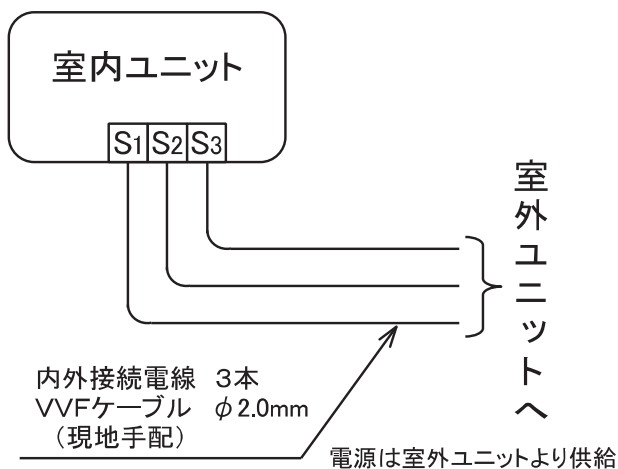 室内ユニット
S1 S2 S3
室外ユニットへ
内外接続電線 3本
VVFケーブル φ2.0mm
(現地手配)
電源は室外ユニットより供給